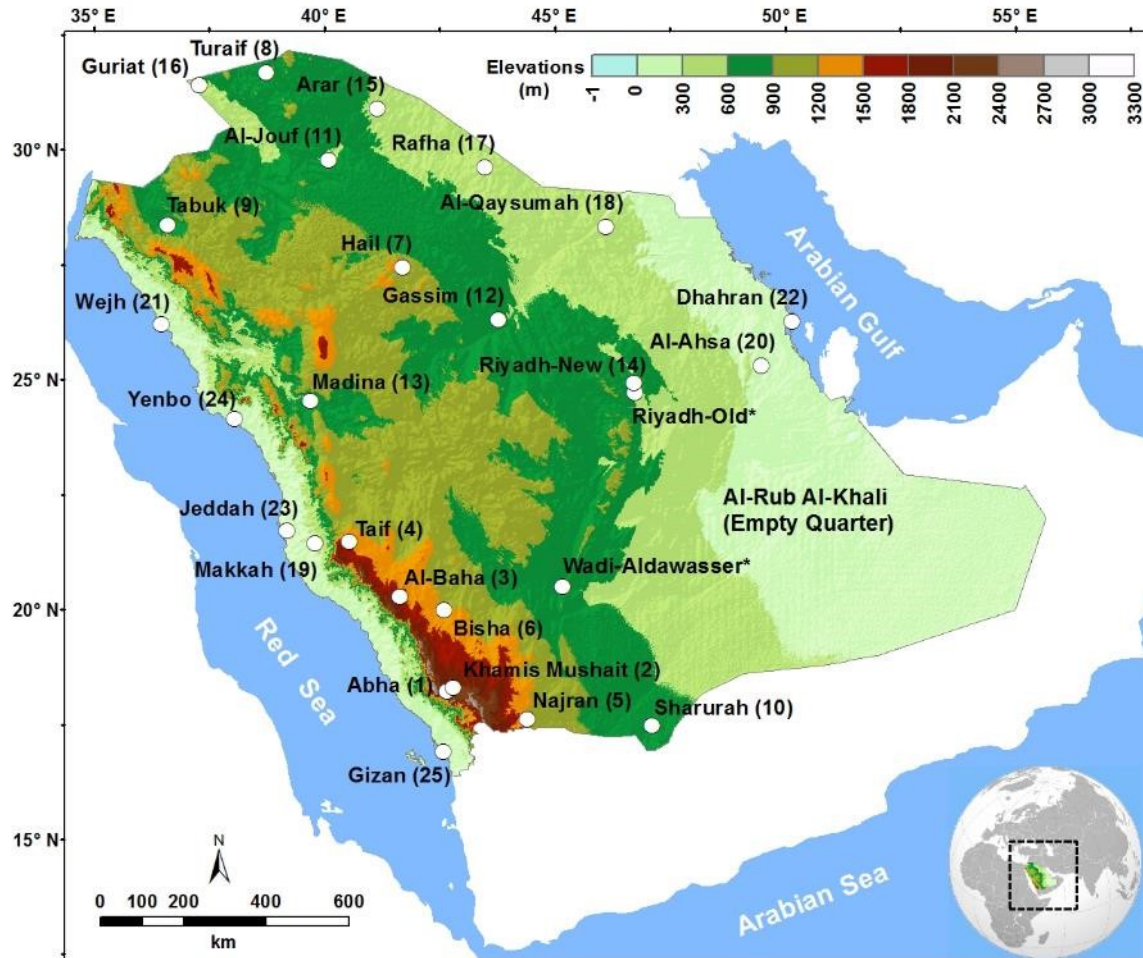 35° E
40° E
45° E
50° E
55° E
Turaif (8)
Guriat (16)
Arar (15)
Elevations
(m)
-1
0
300
600
900
1200
1500
1800
2100
2400
2700
3000
3300
Al-Jouf (11)
Rafha (17)
30° N
Tabuk (9)
Al-Qaysumah (18)
Hail (7)
Arabian Gulf
Gassim (12)
Wejh (21)
Dhahran (22)
Al-Ahsa (20)
Riyadh-New (14)
25° N
Madina (13)
Yenbo (24)
Riyadh-Old*
Al-Rub Al-Khali
(Empty Quarter)
Jeddah (23)
Taif (4)
Makkah (19)
Al-Baha (3)
Wadi-Aldawasser*
20° N
Bisha (6)
Red Sea
Khamis Mushait (2)
Abha (1)
Najran (5)
Sharurah (10)
Gizan (25)
15° N
N
0
100
200
400
600
km
Arabian Sea